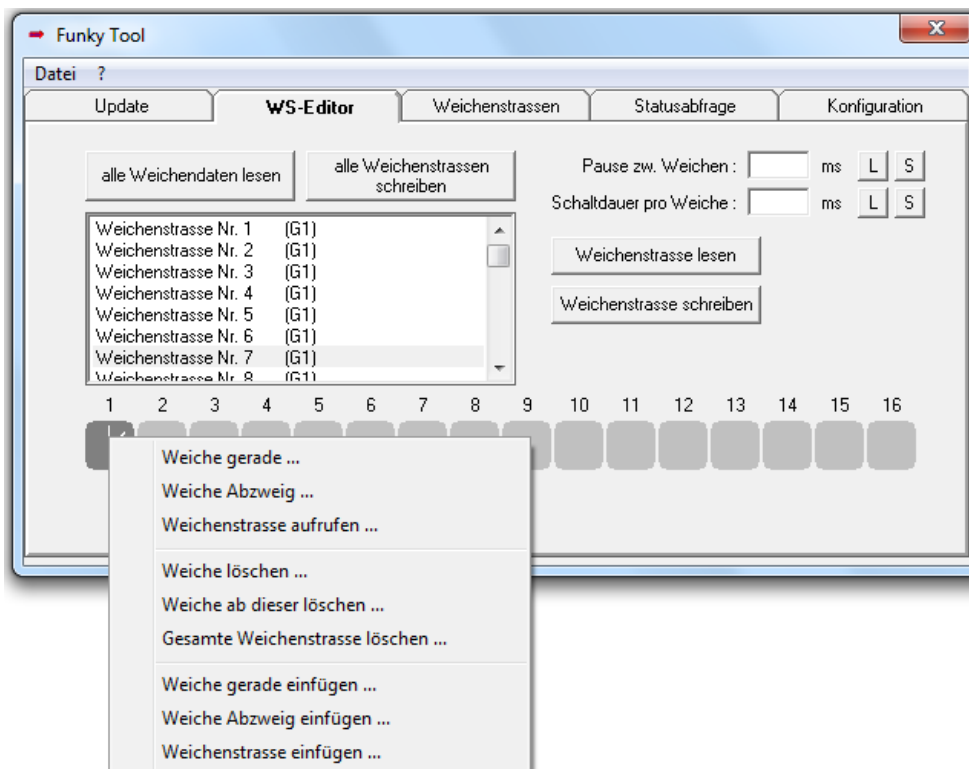 Funky Tool
Datei ?
Update WS-Editor Weichenstrassen Statusabfrage Konfiguration
alle Weichendaten lesen
alle Weichenstrassen
schreiben
Pause zw. Weichen : ms L S
Schaltdauer pro Weiche : ms L S
Weichenstrasse Nr. 1 (G1)
Weichenstrasse Nr. 2 (G1)
Weichenstrasse Nr. 3 (G1)
Weichenstrasse Nr. 4 (G1)
Weichenstrasse Nr. 5 (G1)
Weichenstrasse Nr. 6 (G1)
Weichenstrasse Nr. 7 (G1)
Weichenstrasse Nr. 8 (G1)
Weichenstrasse lesen
Weichenstrasse schreiben
1 2 3 4 5 6 7 8 9 10 11 12 13 14 15 16
Weiche gerade ...
Weiche Abzweig ...
Weichenstrasse aufrufen ...
Weiche löschen ...
Weiche ab dieser löschen ...
Gesamte Weichenstrasse löschen ...
Weiche gerade einfügen ...
Weiche Abzweig einfügen ...
Weichenstrasse einfügen ...